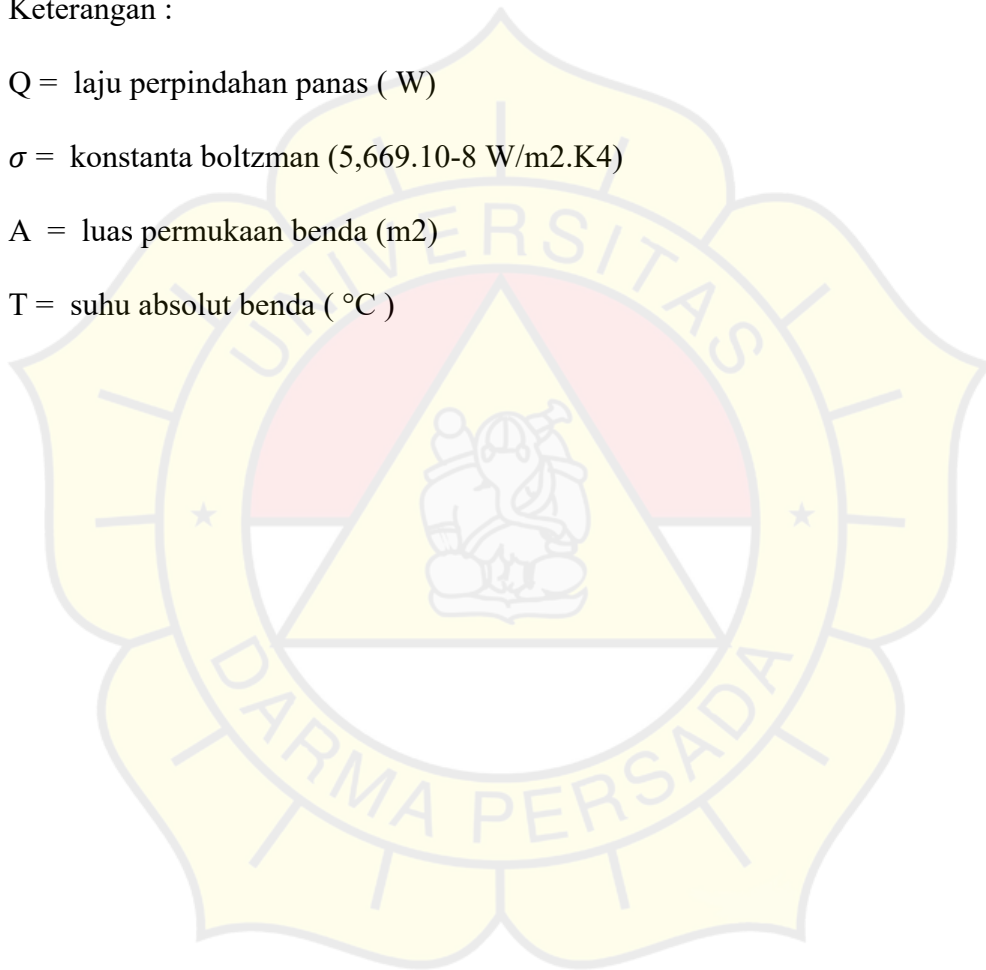 Keterangan :
Q = laju perpindahan panas ( W)
𝜎 = konstanta boltzman (5,669.10-8 W/m2.K4)
A = luas permukaan benda (m2)
T = suhu absolut benda ( °C )
UNIVERSITAS
DARMA PERSADA